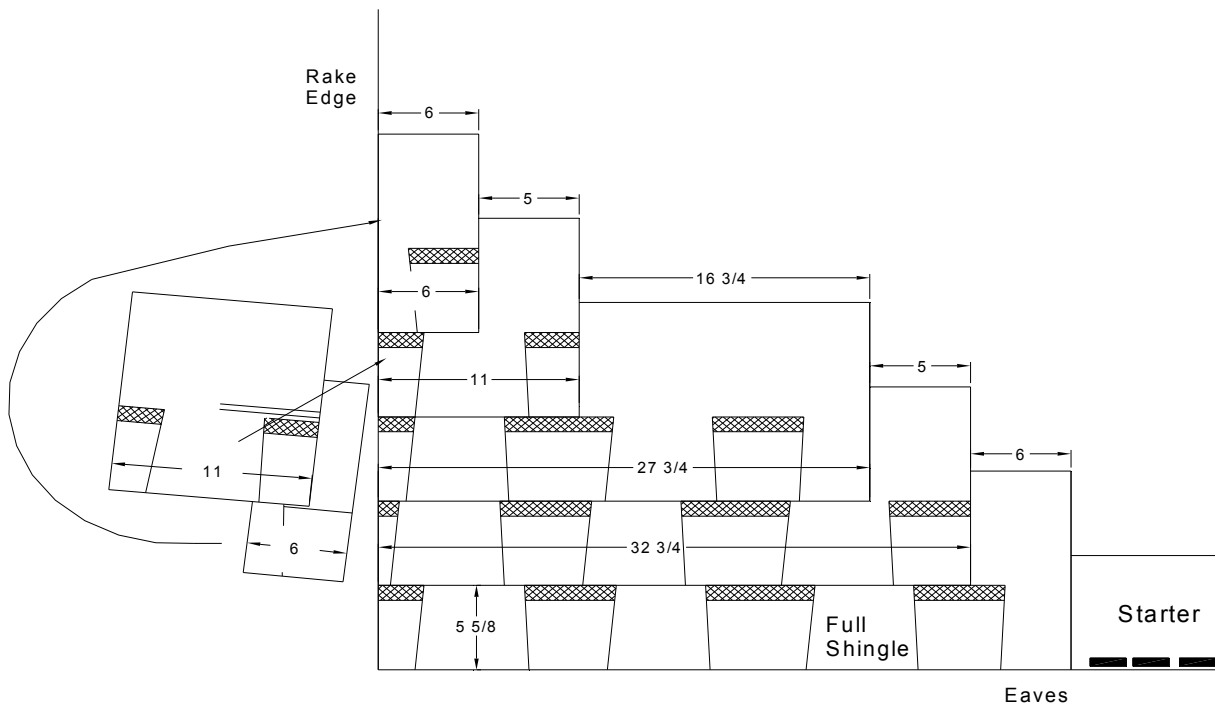 Rake
Edge
6
5
6
16 3/4
5
11
11
27 3/4
6
6
32 3/4
5 5/8
Full
Shingle
Starter
Eaves